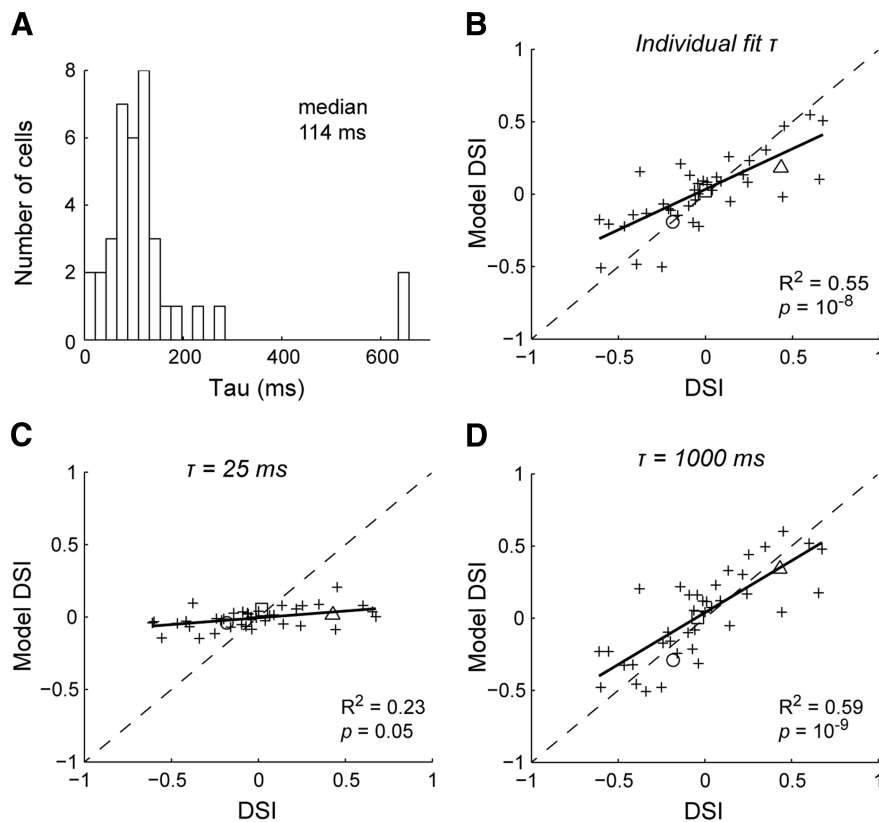 A
8
6
4
2
0
Number of cells
median
114 ms
0
200
400
600
Tau (ms)
B
Individual fit τ
1
0.5
0
−0.5
−1
Model DSI
R² = 0.55
p = 10⁻⁸
−1
−0.5
0
0.5
1
DSI
C
τ = 25 ms
1
0.5
0
−0.5
−1
Model DSI
R² = 0.23
p = 0.05
−1
−0.5
0
0.5
1
DSI
D
τ = 1000 ms
1
0.5
0
−0.5
−1
Model DSI
R² = 0.59
p = 10⁻⁹
−1
−0.5
0
0.5
1
DSI